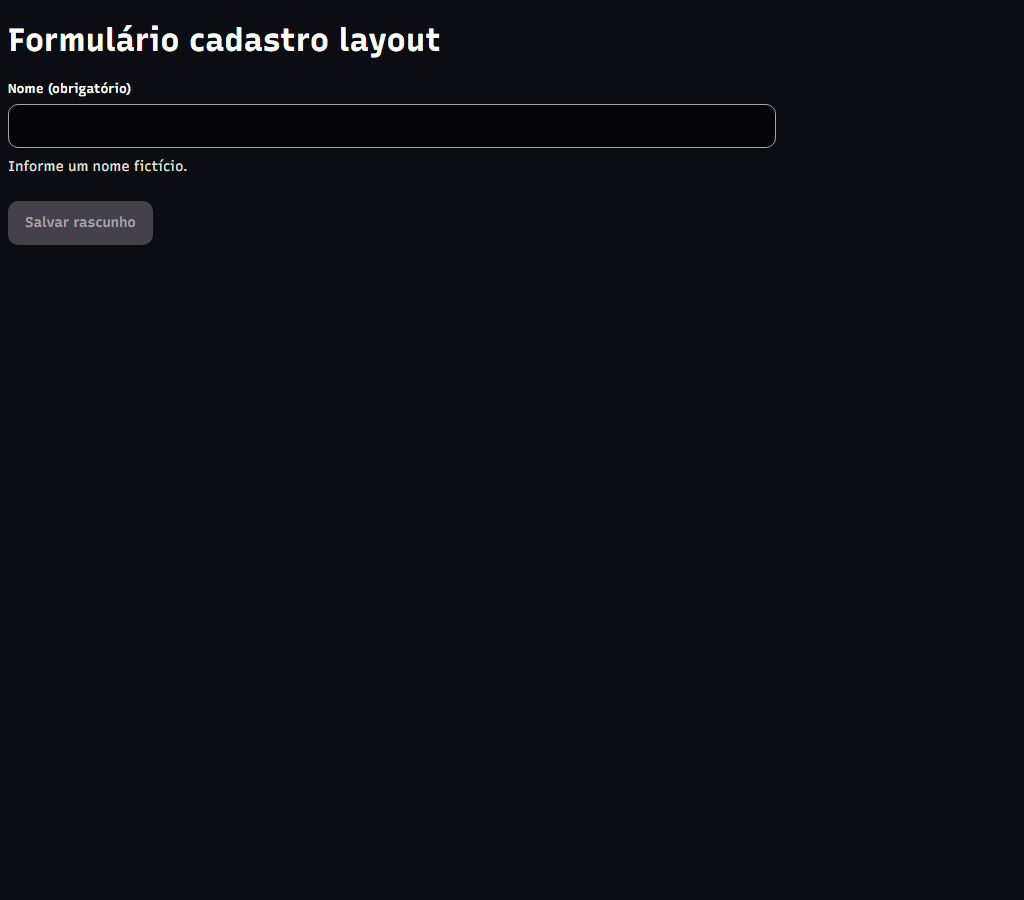 Formulário cadastro layout
Nome (obrigatório)
Informe um nome fictício.
Salvar rascunho